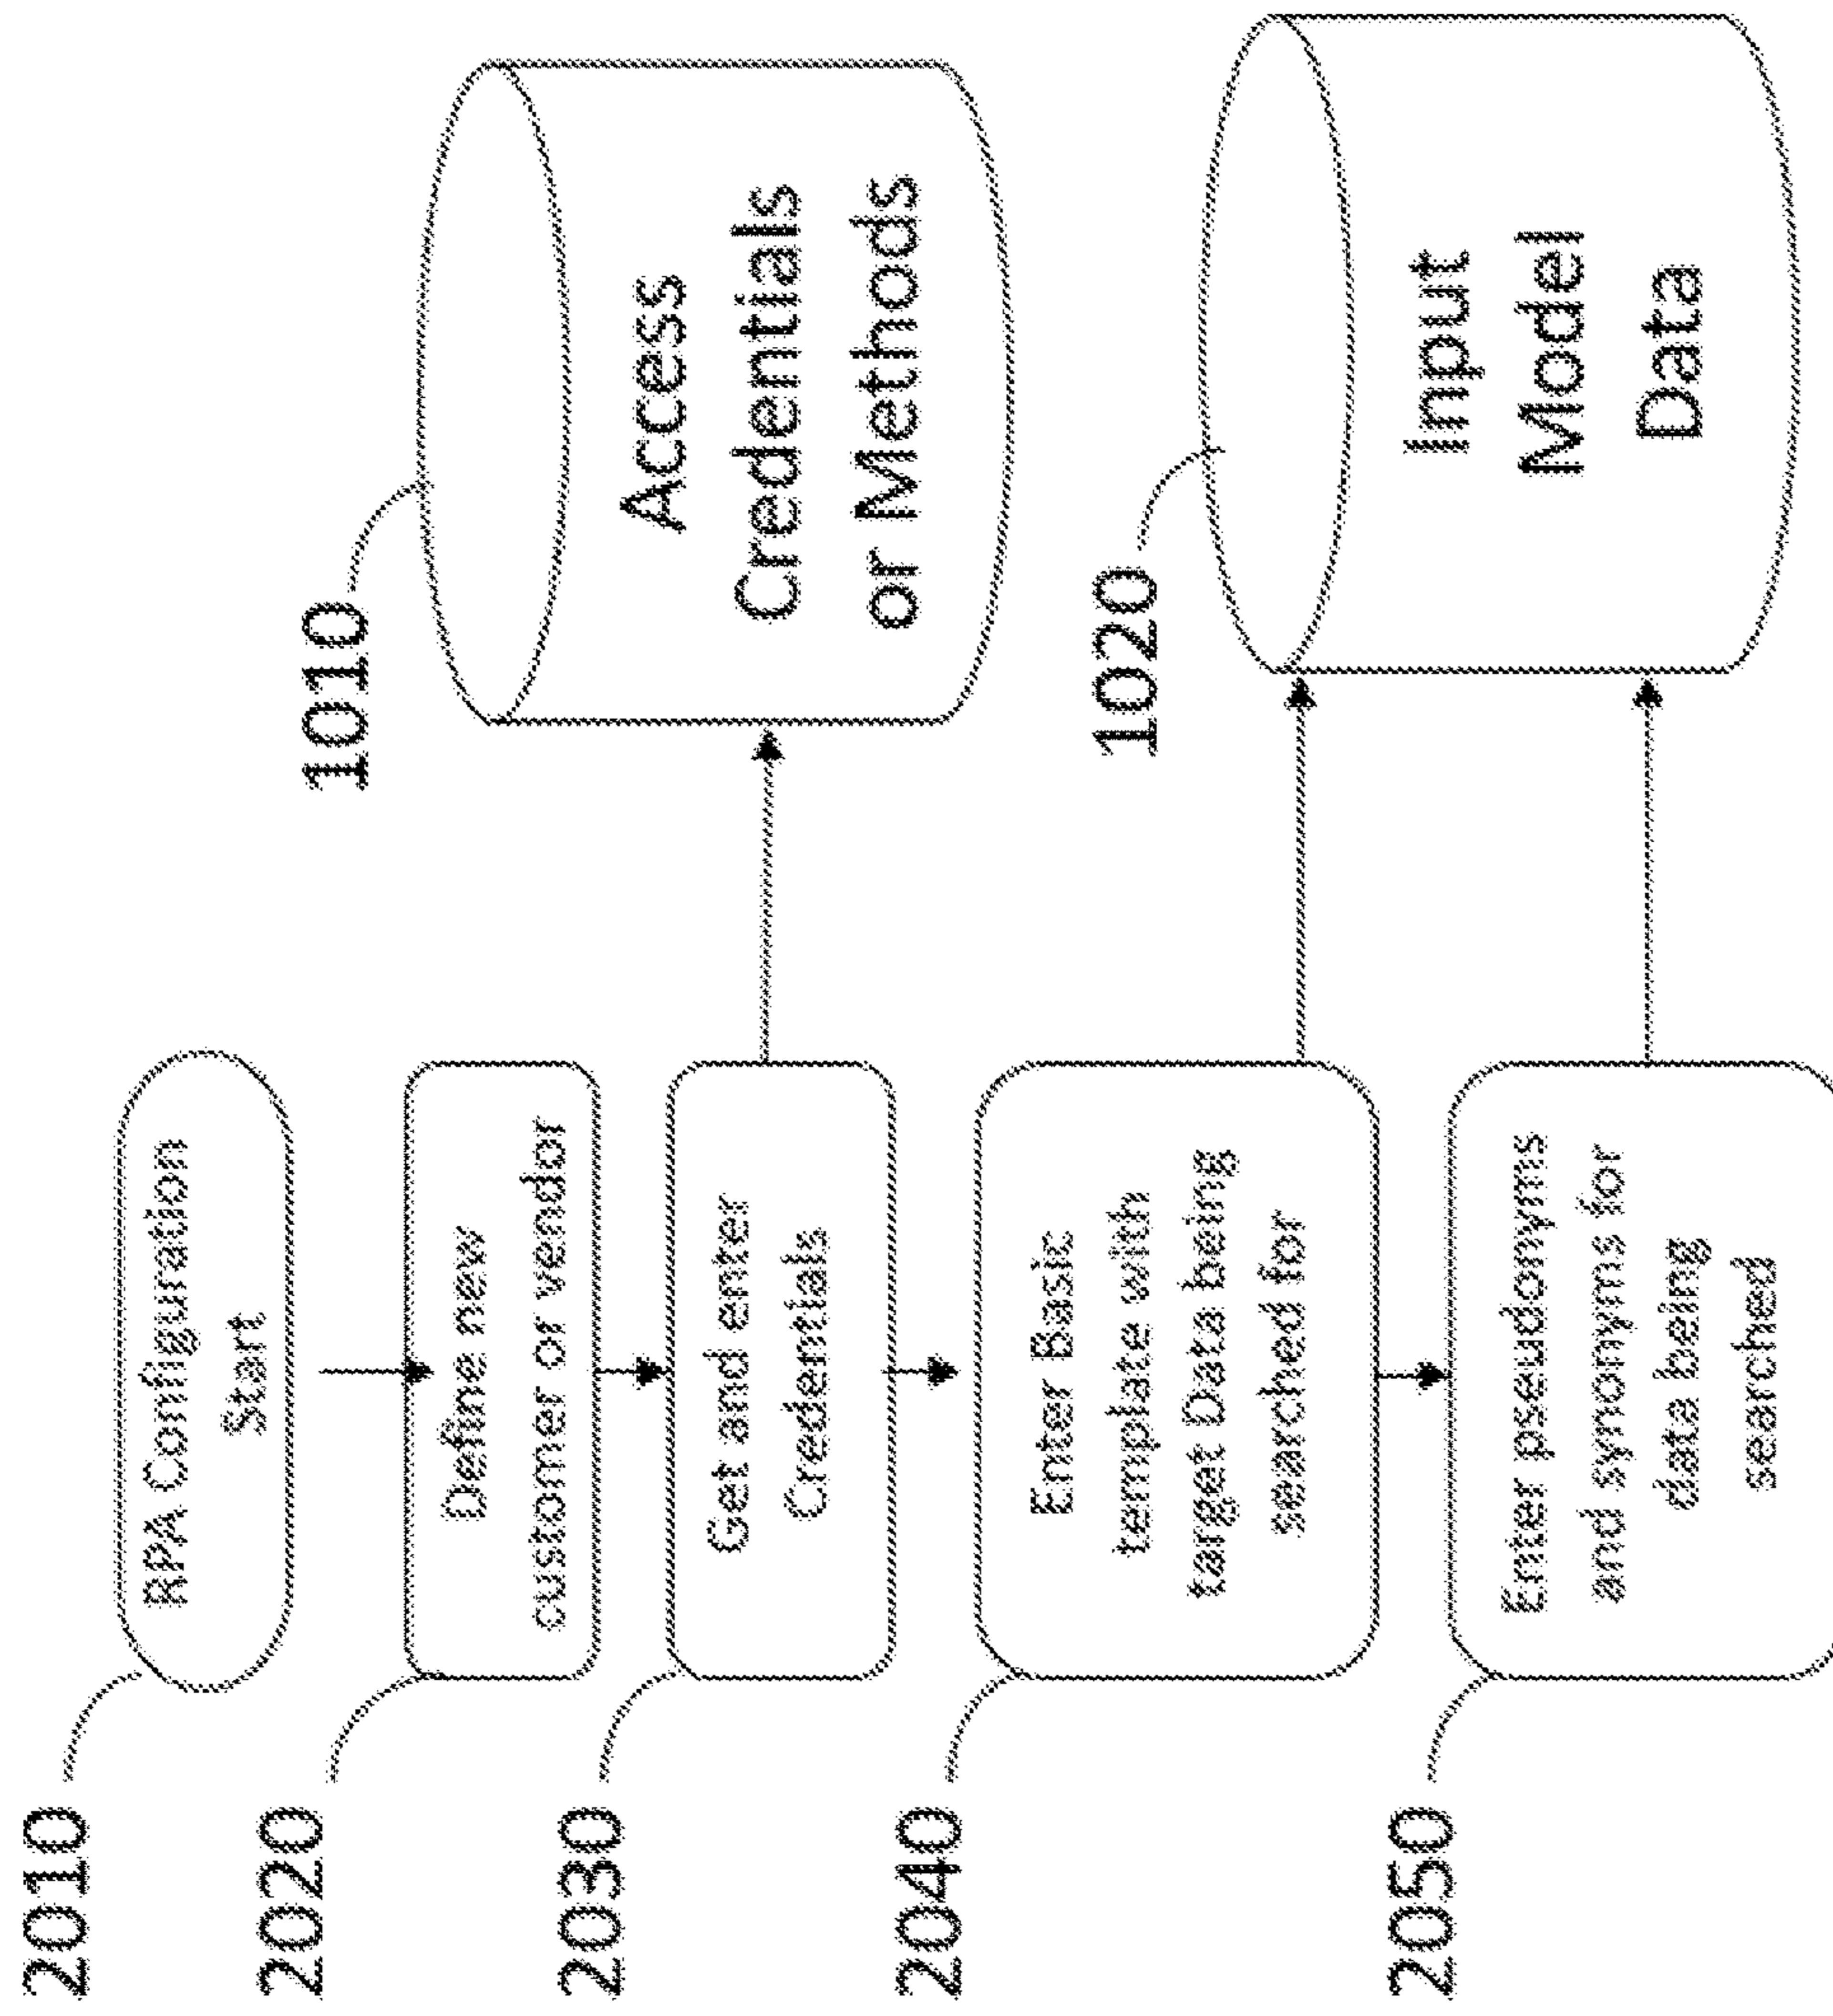 2010
RPA Configuration
Start
2020
Define new
customer or vendor
2030
Get and enter
Credentials
1010
Access
Credentials
or Methods
2040
Enter Basic
template with
target Data being
searched for
1020
Input
Model
Data
2050
Enter pseudonyms
and synonyms for
data being
searched